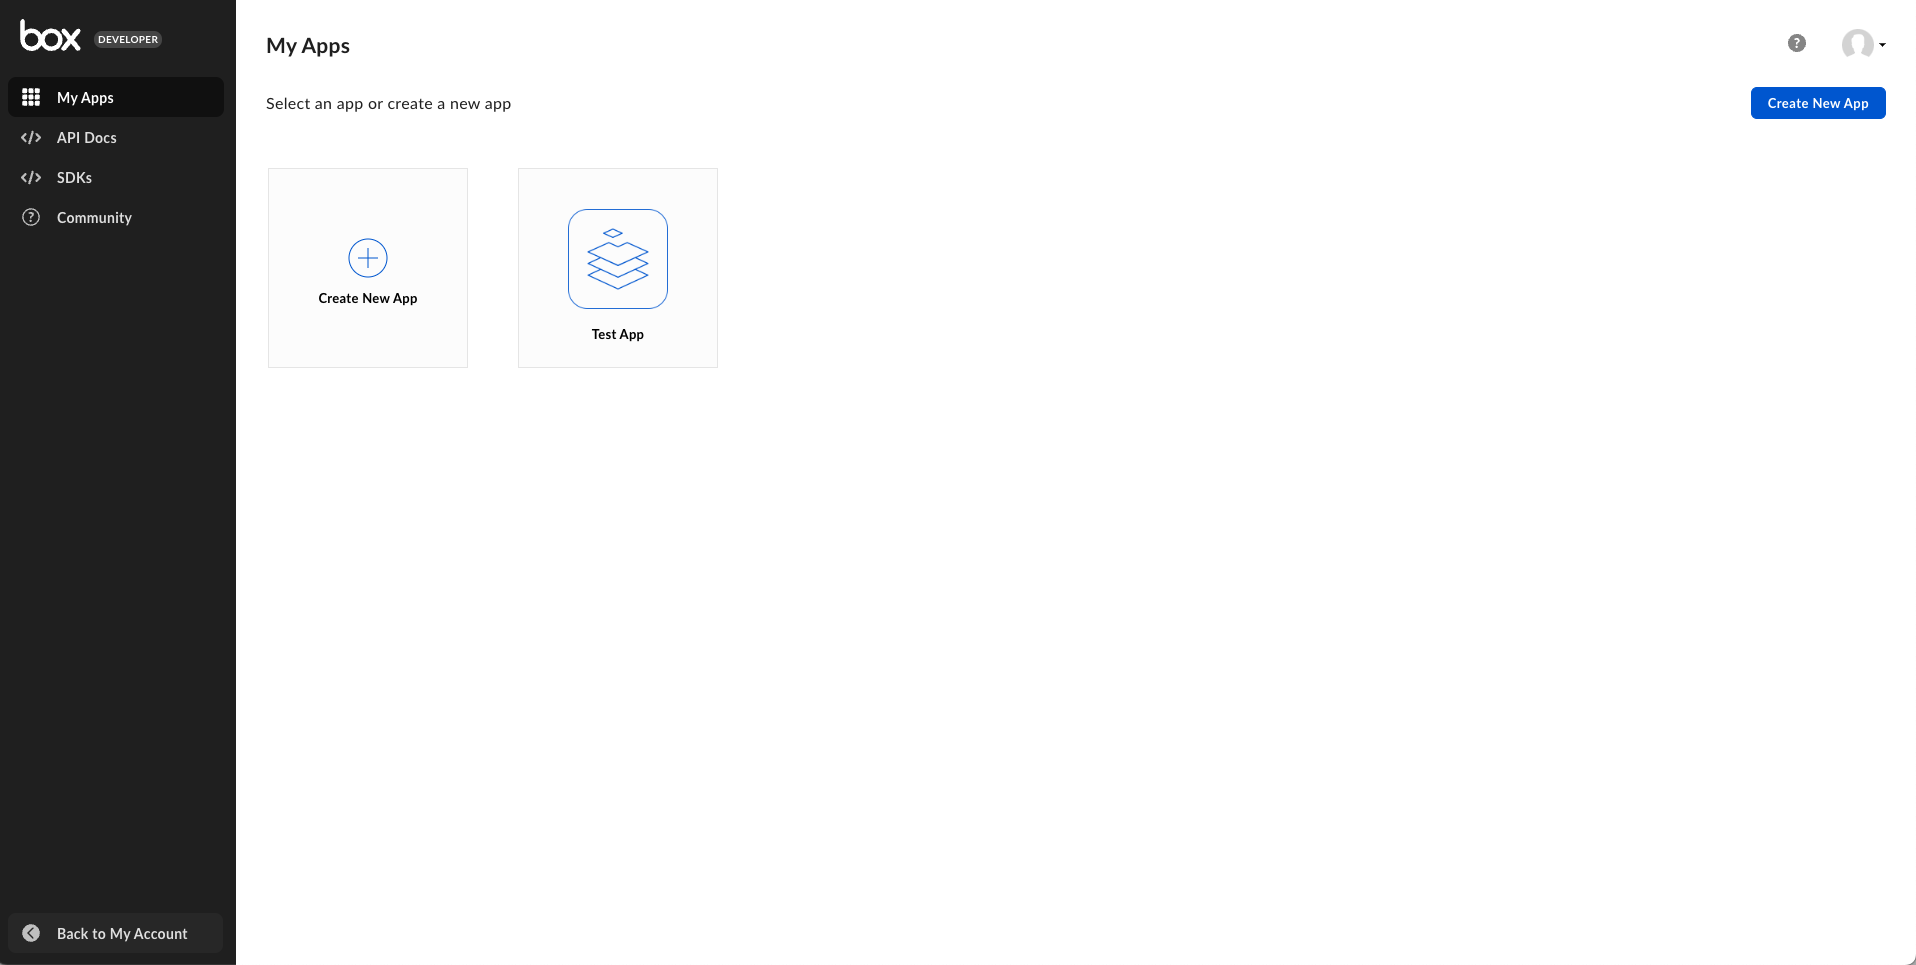 box DEVELOPER
My Apps
API Docs
SDKs
Community
Back to My Account
My Apps
?
Select an app or create a new app
Create New App
Create New App
Test App